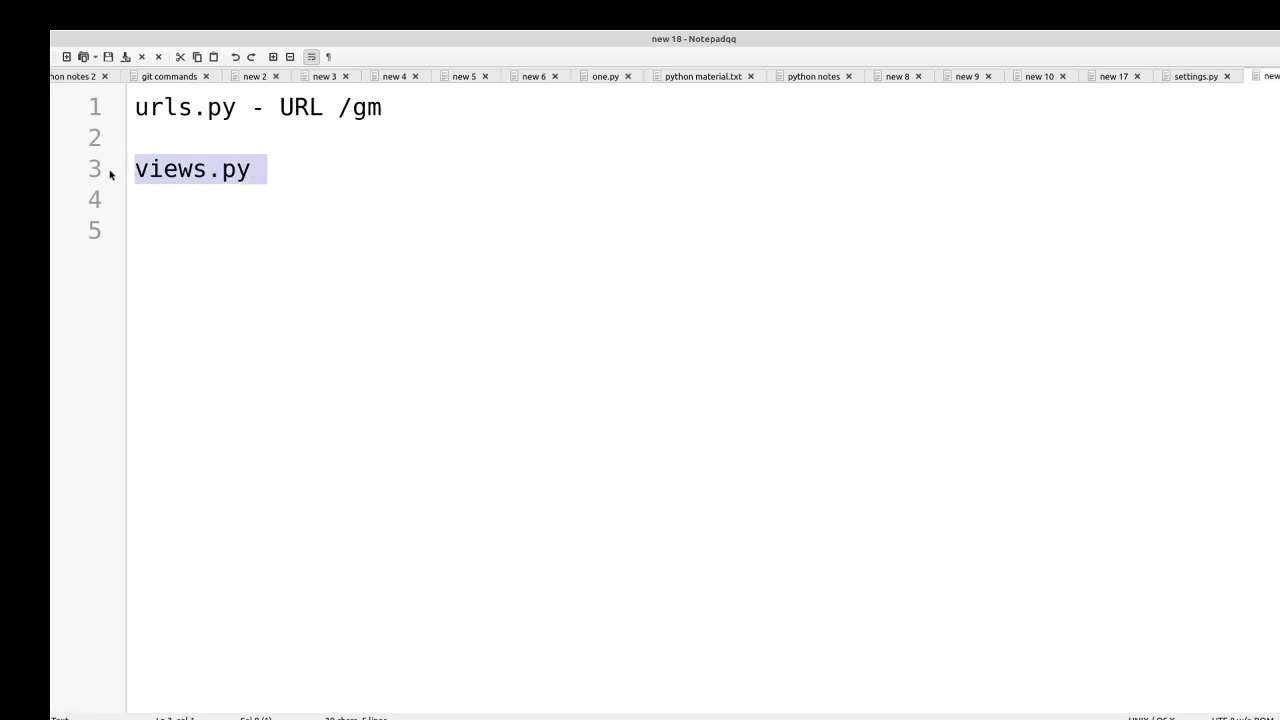 new 18 - Notepadqq
hon notes 2 git commands new 2 new 3 new 4 new 5 new 6 one.py python material.txt python notes new 8 new 9 new 10 new 17 settings.py new
1 urls.py - URL /gm
2
3 views.py
4
5